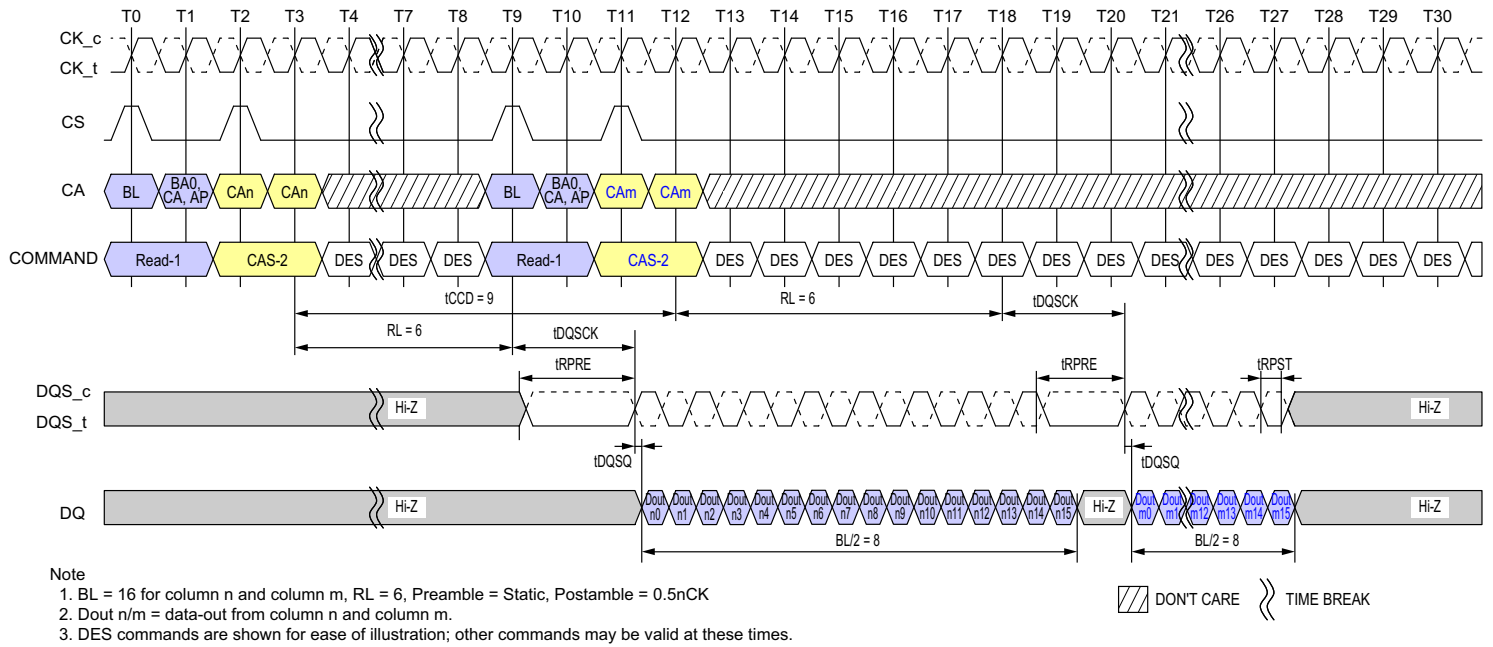 T0 T1 T2 T3 T4 T7 T8 T9 T10 T11 T12 T13 T14 T15 T16 T17 T18 T19 T20 T21 T26 T27 T28 T29 T30
CK_c
CK_t
CS
CA BL BA0, CA, AP CAn CAn BL BA0, CA, AP CAm CAm
COMMAND Read-1 CAS-2 DES DES DES Read-1 CAS-2 DES DES DES DES DES DES DES DES DES DES DES DES DES DES
tCCD = 9 RL = 6 tDQSCK
RL = 6 tDQSCK
tRPRE tRPRE tRPST
DQS_c
DQS_t
Hi-Z Hi-Z
tDQSQ tDQSQ
DQ Hi-Z Dout n0 Dout n1 Dout n2 Dout n3 Dout n4 Dout n5 Dout n6 Dout n7 Dout n8 Dout n9 Dout n10 Dout n11 Dout n12 Dout n13 Dout n14 Dout n15 Hi-Z Dout m0 Dout m1 Dout m12 Dout m13 Dout m14 Dout m15 Hi-Z
BL/2 = 8 BL/2 = 8
Note
1. BL = 16 for column n and column m, RL = 6, Preamble = Static, Postamble = 0.5nCK
2. Dout n/m = data-out from column n and column m.
3. DES commands are shown for ease of illustration; other commands may be valid at these times.
DON'T CARE TIME BREAK